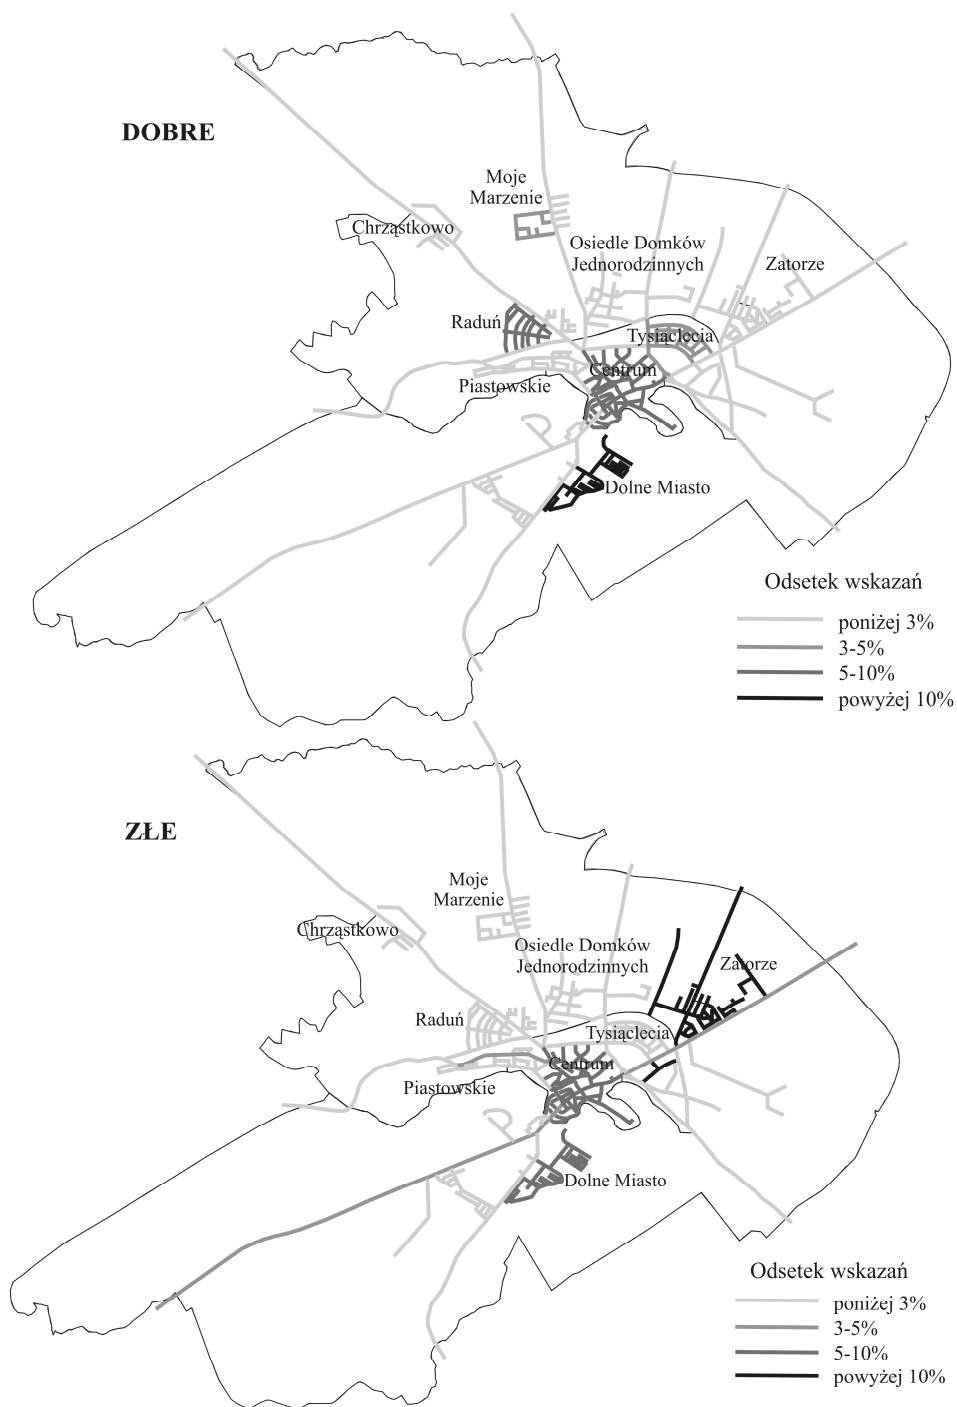 DOBRE
Moje
Marzenie
Chrząstkowo
Osiedle Domków
Jednorodzinnych
Zatorze
Raduń
Tysiąclecia
Centrum
Piastowskie
Dolne Miasto
Odsetek wskazań
poniżej 3%
3-5%
5-10%
powyżej 10%
ZŁE
Moje
Marzenie
Chrząstkowo
Osiedle Domków
Jednorodzinnych
Zatorze
Raduń
Tysiąclecia
Centrum
Piastowskie
Dolne Miasto
Odsetek wskazań
poniżej 3%
3-5%
5-10%
powyżej 10%